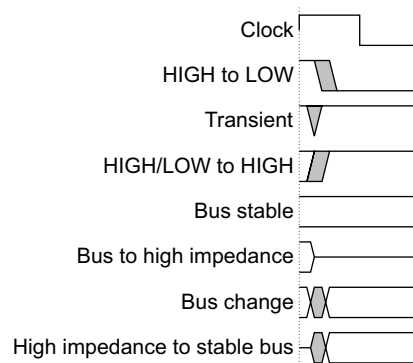 Clock
HIGH to LOW
Transient
HIGH/LOW to HIGH
Bus stable
Bus to high impedance
Bus change
High impedance to stable bus